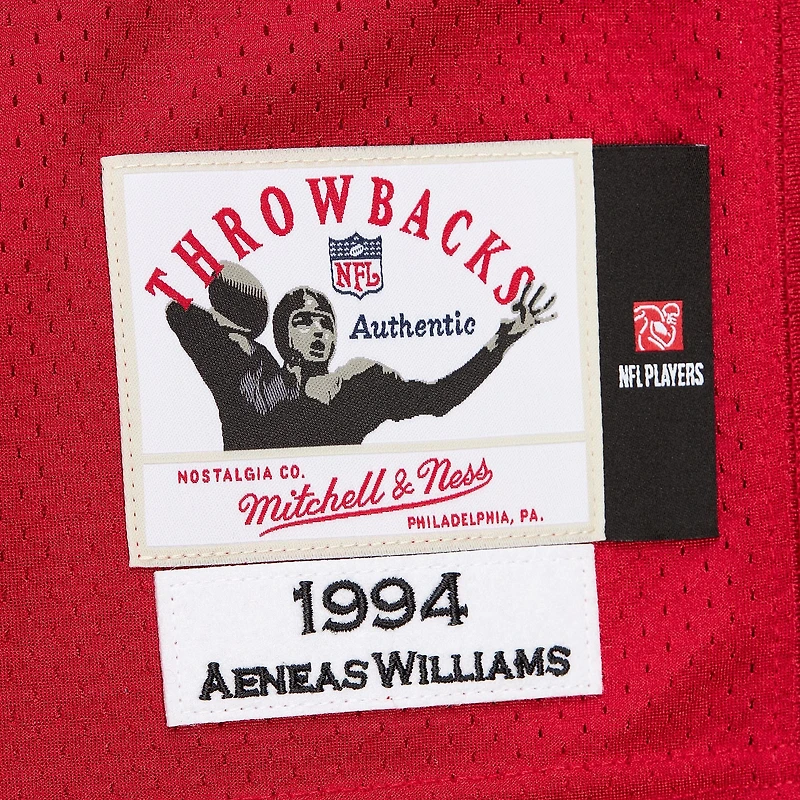 THROWBACKS
NFL
Authentic
NFL PLAYERS
NOSTALGIA CO.
Mitchell & Ness
PHILADELPHIA, PA.
1994
AENEAS WILLIAMS